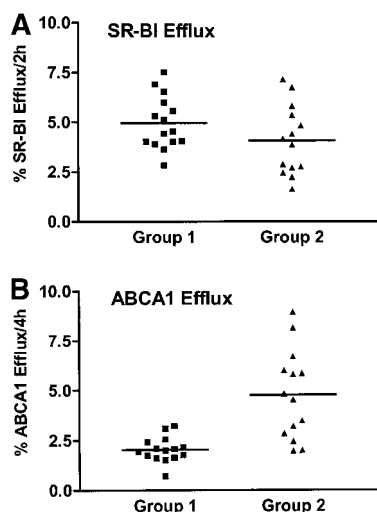 A
SR-BI Efflux
% SR-BI Efflux/2h
10.0
7.5
5.0
2.5
0.0
Group 1 Group 2
B
ABCA1 Efflux
% ABCA1 Efflux/4h
10.0
7.5
5.0
2.5
0.0
Group 1 Group 2